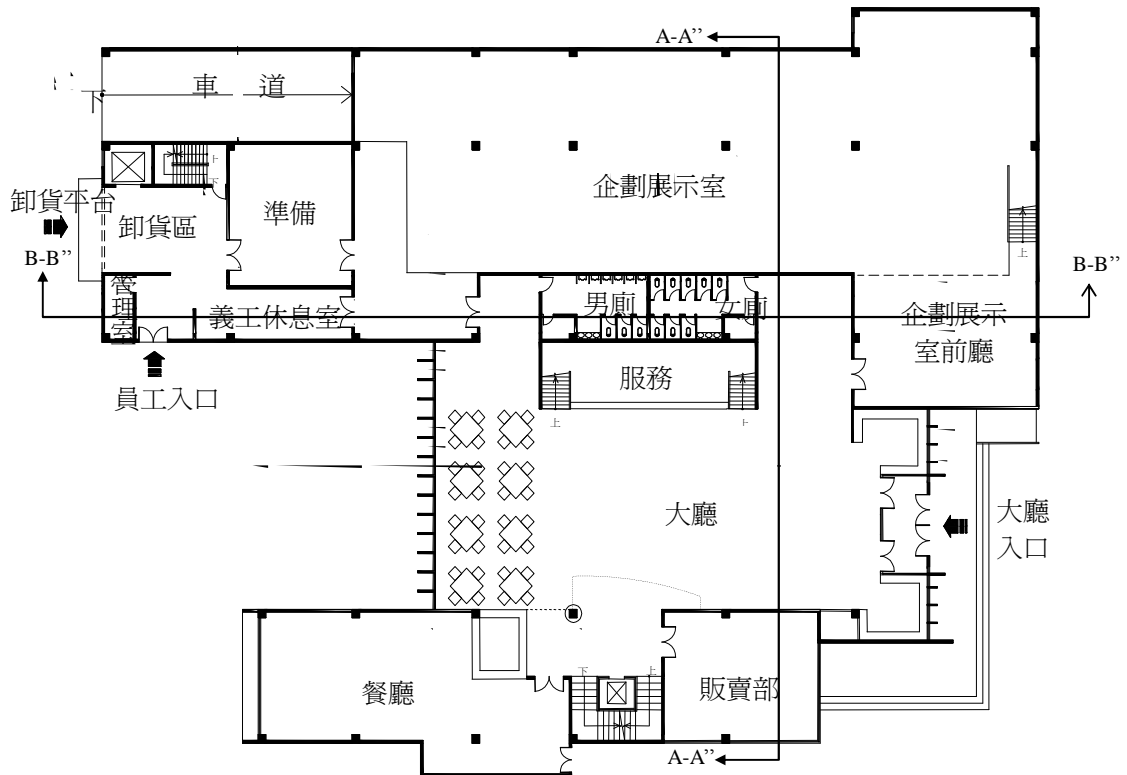 A-A”
車 道
下
企劃展示室
上
下
卸貨平台
卸貨區
準備
上
B-B”
B-B”
管理室
男廁
女廁
義工休息室
企劃展示
室前廳
服務
員工入口
上
上
大廳
大廳
入口
下
上
餐廳
販賣部
A-A”